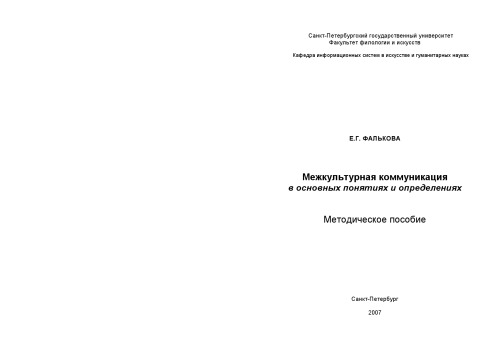 Санкт-Петербургский государственный университет
Факультет филологии и искусств
Кафедра информационных систем в искусстве и гуманитарных науках
Е.Г. ФАЛЬКОВА
Межкультурная коммуникация
в основных понятиях и определениях
Методическое пособие
Санкт-Петербург
2007